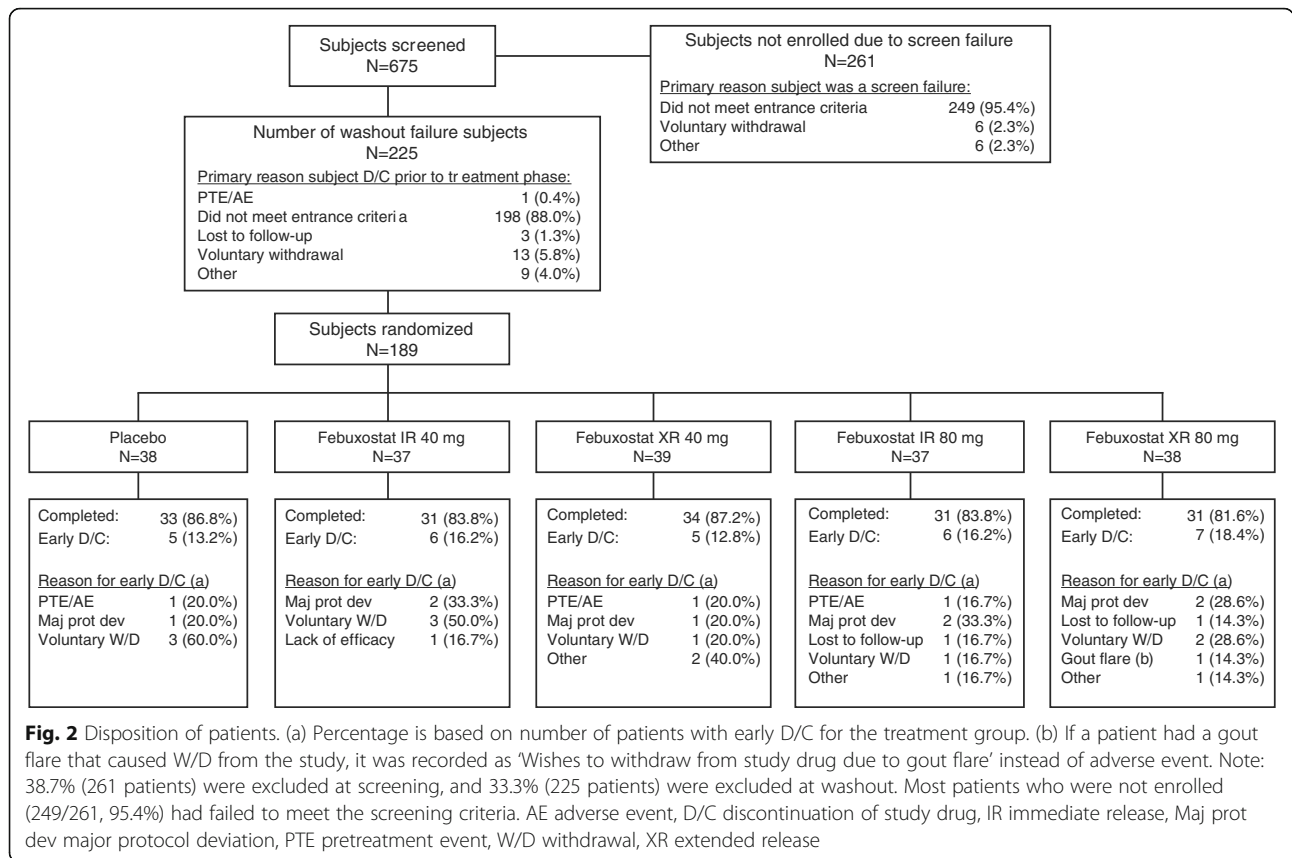 Subjects screened
N=675
Subjects not enrolled due to screen failure
N=261
Primary reason subject was a screen failure:
Did not meet entrance criteria 249 (95.4%)
Voluntary withdrawal 6 (2.3%)
Other 6 (2.3%)
Number of washout failure subjects
N=225
Primary reason subject D/C prior to tr eatment phase:
PTE/AE 1 (0.4%)
Did not meet entrance criteri a 198 (88.0%)
Lost to follow-up 3 (1.3%)
Voluntary withdrawal 13 (5.8%)
Other 9 (4.0%)
Subjects randomized
N=189
Placebo
N=38
Completed: 33 (86.8%)
Early D/C: 5 (13.2%)
Reason for early D/C (a)
PTE/AE 1 (20.0%)
Maj prot dev 1 (20.0%)
Voluntary W/D 3 (60.0%)
Febuxostat IR 40 mg
N=37
Completed: 31 (83.8%)
Early D/C: 6 (16.2%)
Reason for early D/C (a)
Maj prot dev 2 (33.3%)
Voluntary W/D 3 (50.0%)
Lack of efficacy 1 (16.7%)
Febuxostat XR 40 mg
N=39
Completed: 34 (87.2%)
Early D/C: 5 (12.8%)
Reason for early D/C (a)
PTE/AE 1 (20.0%)
Maj prot dev 1 (20.0%)
Voluntary W/D 1 (20.0%)
Other 2 (40.0%)
Febuxostat IR 80 mg
N=37
Completed: 31 (83.8%)
Early D/C: 6 (16.2%)
Reason for early D/C (a)
PTE/AE 1 (16.7%)
Maj prot dev 2 (33.3%)
Lost to follow-up 1 (16.7%)
Voluntary W/D 1 (16.7%)
Other 1 (16.7%)
Febuxostat XR 80 mg
N=38
Completed: 31 (81.6%)
Early D/C: 7 (18.4%)
Reason for early D/C (a)
Maj prot dev 2 (28.6%)
Lost to follow-up 1 (14.3%)
Voluntary W/D 2 (28.6%)
Gout flare (b) 1 (14.3%)
Other 1 (14.3%)
Fig. 2 Disposition of patients. (a) Percentage is based on number of patients with early D/C for the treatment group. (b) If a patient had a gout
flare that caused W/D from the study, it was recorded as ‘Wishes to withdraw from study drug due to gout flare’ instead of adverse event. Note:
38.7% (261 patients) were excluded at screening, and 33.3% (225 patients) were excluded at washout. Most patients who were not enrolled
(249/261, 95.4%) had failed to meet the screening criteria. AE adverse event, D/C discontinuation of study drug, IR immediate release, Maj prot
dev major protocol deviation, PTE pretreatment event, W/D withdrawal, XR extended release